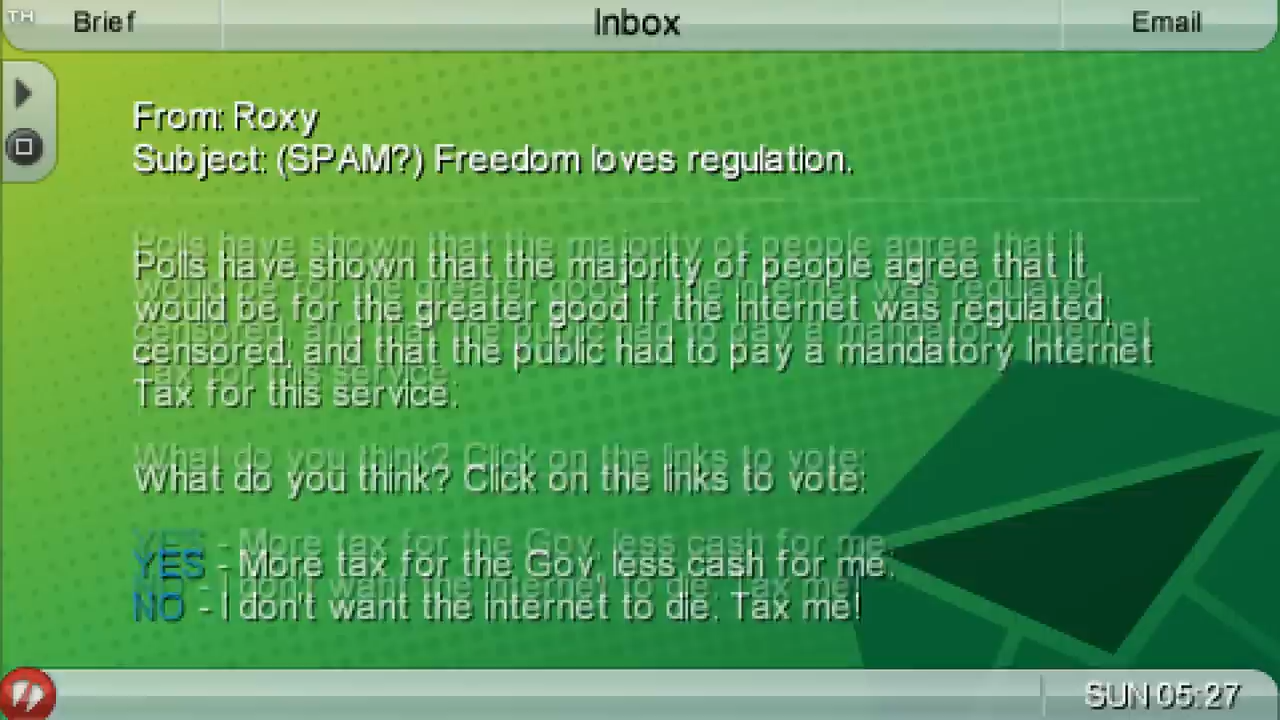 TH
Brief
Inbox
Email
From: Roxy
Subject: (SPAM?) Freedom loves regulation.
Polls have shown that the majority of people agree that it
would be for the greater good if the internet was regulated,
censored, and that the public had to pay a mandatory Internet
Tax for this service.
What do you think? Click on the links to vote:
YES - More tax for the Gov, less cash for me.
NO - I don't want the internet to die. Tax me!
SUN 05:27